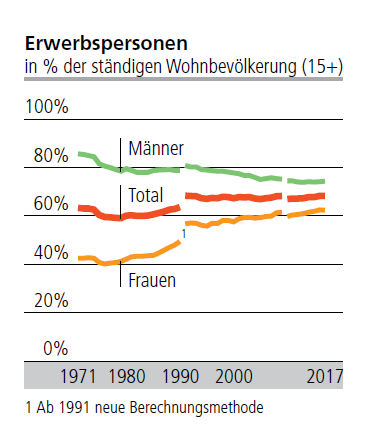 Erwerbspersonen
in % der ständigen Wohnbevölkerung (15+)
100%
80%
Männer
Total
60%
1
40%
Frauen
20%
0%
1971 1980 1990 2000 2017
1 Ab 1991 neue Berechnungsmethode